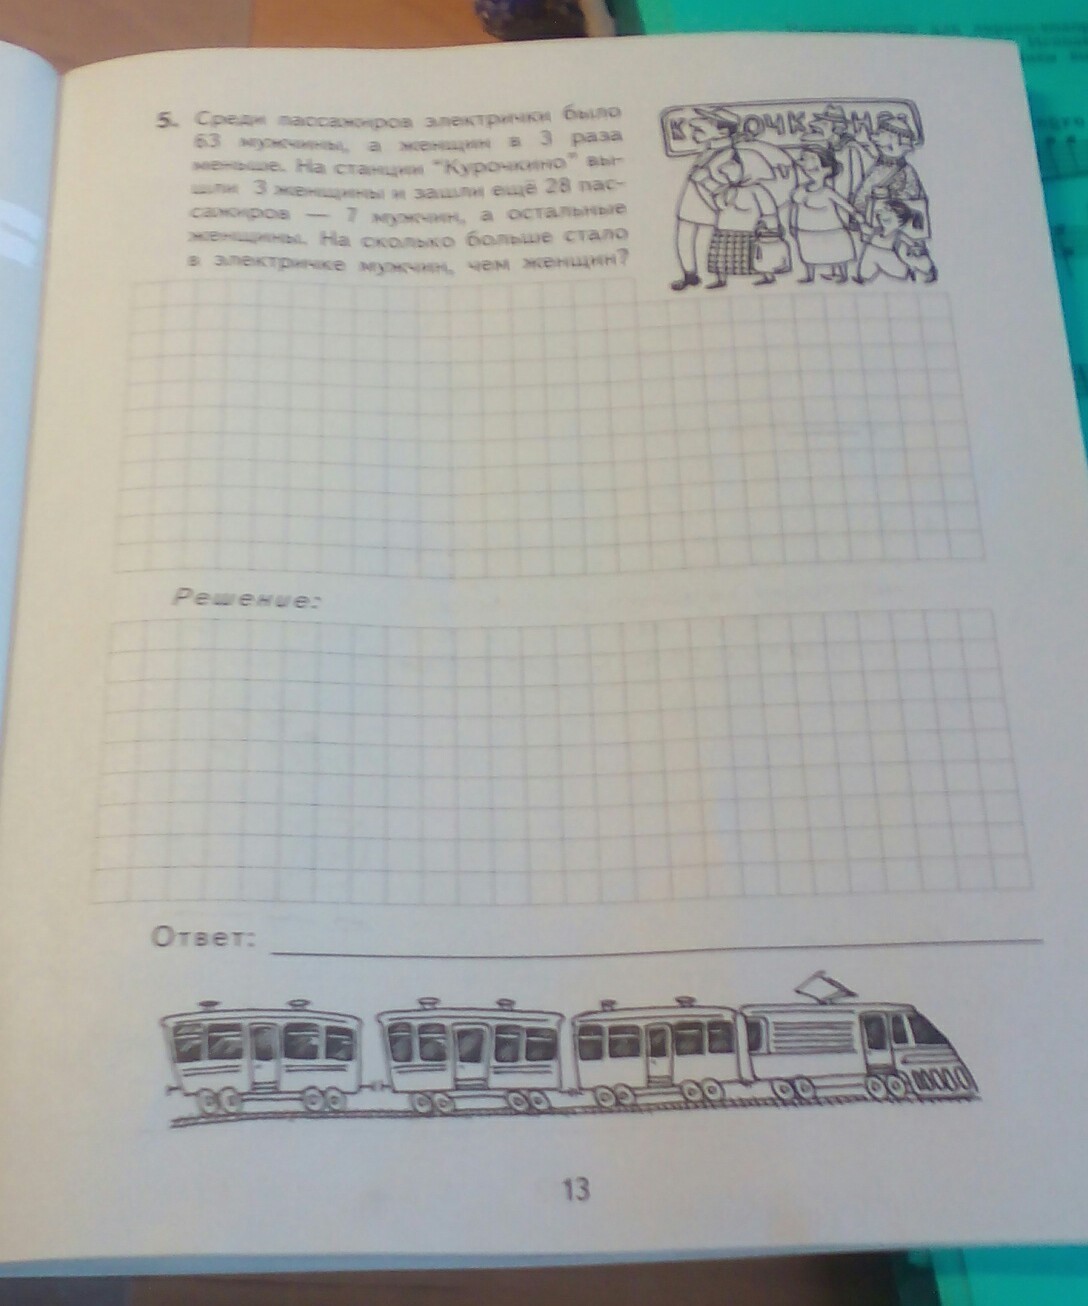 5. Среди пассажиров электрички было
63 мужчины, а женщин в 3 раза
меньше. На станции "Курочкино" вы-
шли 3 женщины и зашли ещё 28 пас-
сажиров — 7 мужчин, а остальные
женщины. На сколько больше стало
в электричке мужчин, чем женщин?
Решение:
Ответ:
13